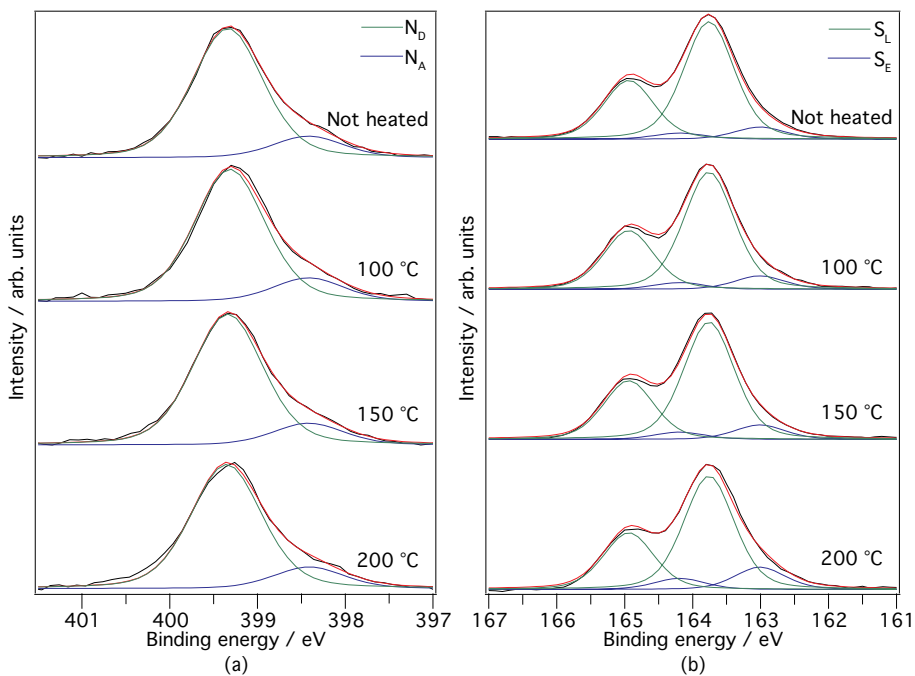 N_D
N_A
Not heated
100 °C
150 °C
200 °C
Intensity / arb. units
401 400 399 398 397
Binding energy / eV
(a)
S_L
S_E
Not heated
100 °C
150 °C
200 °C
Intensity / arb. units
167 166 165 164 163 162 161
Binding energy / eV
(b)